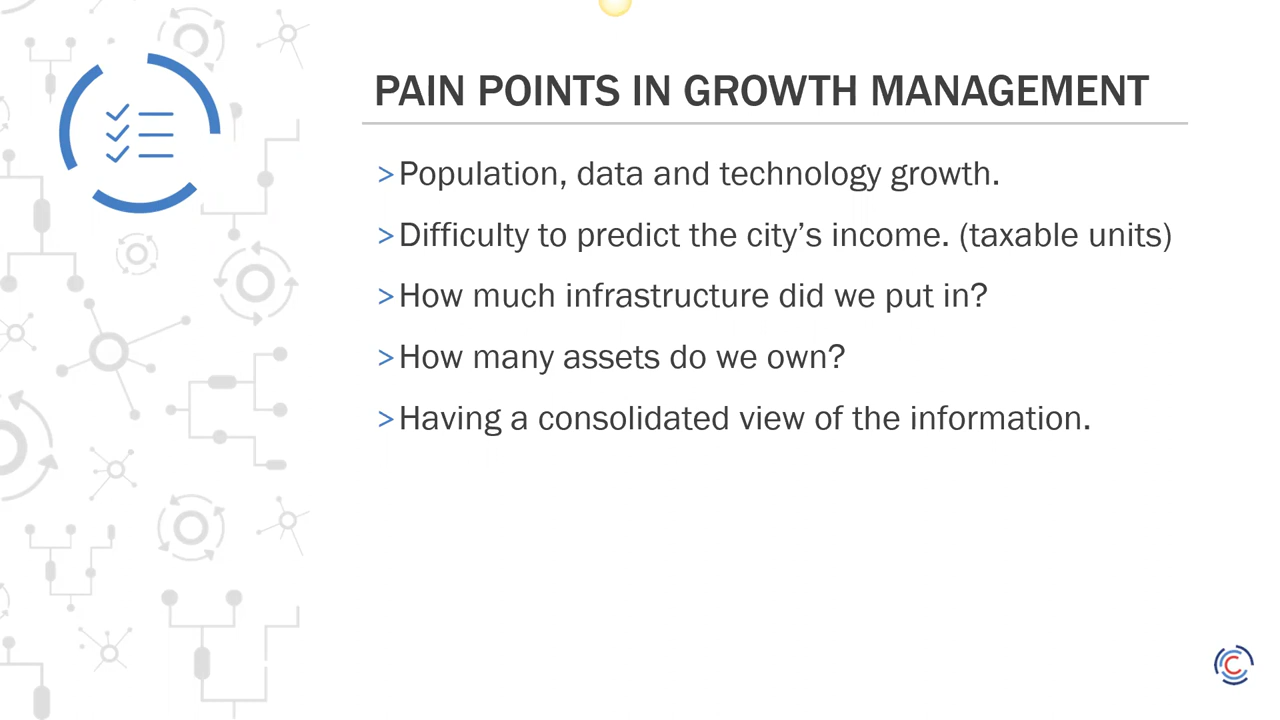 PAIN POINTS IN GROWTH MANAGEMENT
>Population, data and technology growth.
>Difficulty to predict the city’s income. (taxable units)
>How much infrastructure did we put in?
>How many assets do we own?
>Having a consolidated view of the information.
C